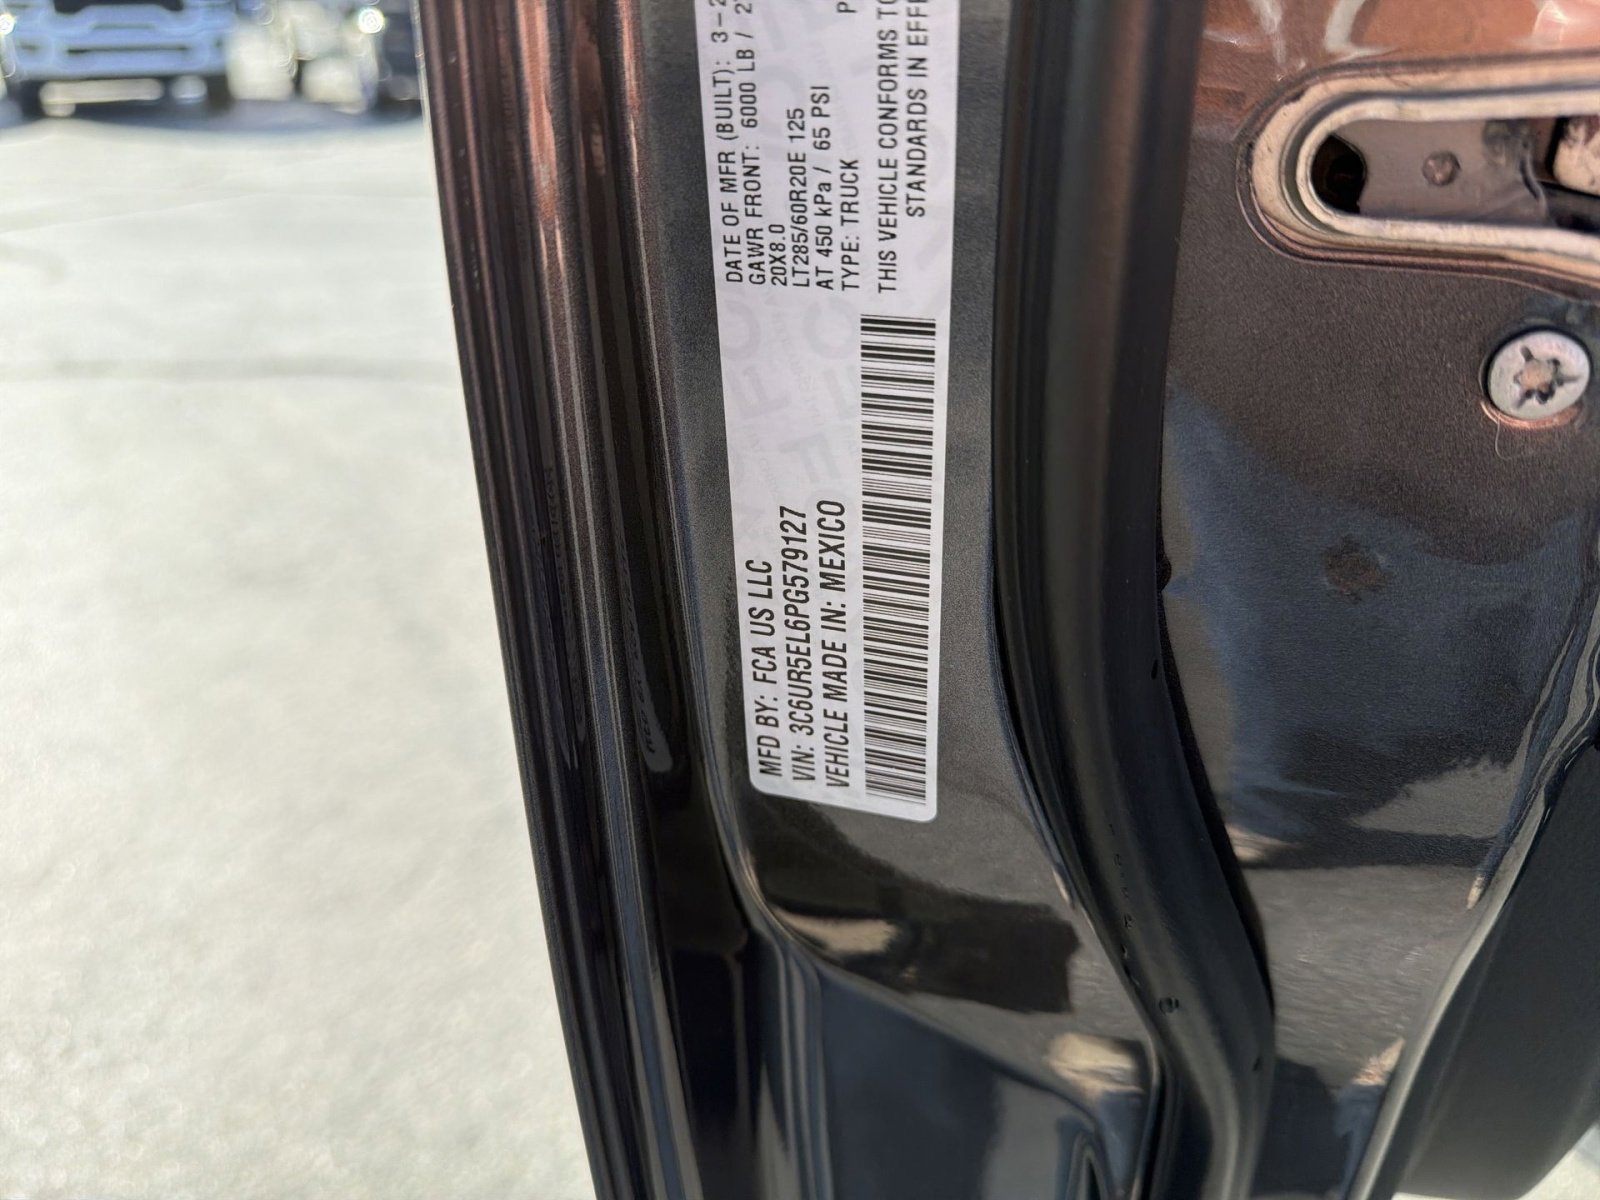 MFD BY: FCA US LLC
DATE OF MFR (BUILT): 3-2
GAWR FRONT: 6000 LB / 2
VIN: 3C6UR5EL6PG579127
20X8.0
VEHICLE MADE IN: MEXICO
LT285/60R20E 125
AT 450 kPa / 65 PSI
TYPE: TRUCK
THIS VEHICLE CONFORMS TO
STANDARDS IN EFF